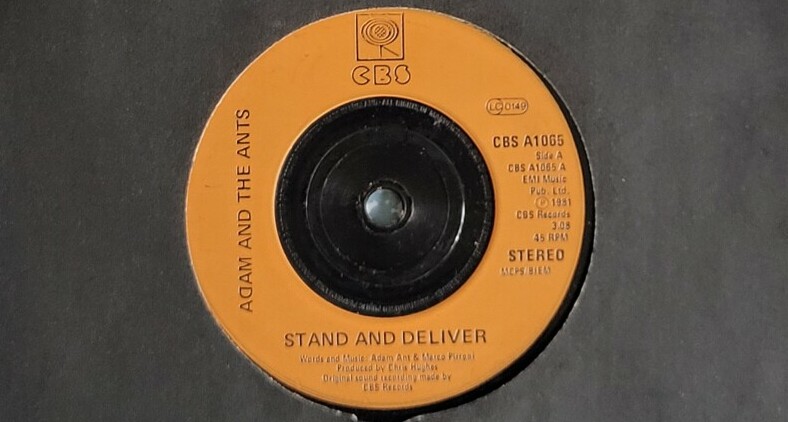 CBS
LC 0149
ADAM AND THE ANTS
CBS A1065
Side A
CBS A1065 A
EMI Music
Pub. Ltd.
Ⓟ 1981
CBS Records
3.08
45 RPM
STEREO
STAND AND DELIVER
Words and Music: Adam Ant & Marco Pirroni
Produced by Chris Hughes
Original sound recording made by
CBS Records